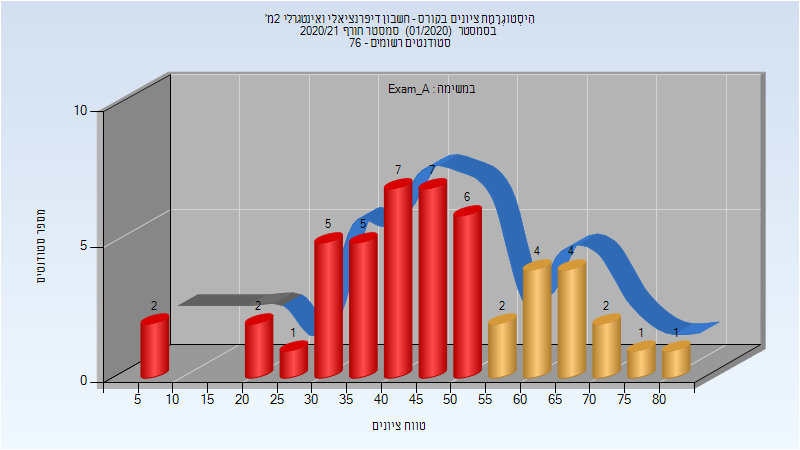 היסטוגרמת ציונים בקורס - חשבון דיפרנציאלי ואינטגרלי 2מ'
בסמסטר (01/2020) סמסטר חורף 2020/21
סטודנטים רשומים - 76
במשימה : Exam_A
מספר סטודנטים
10
5
0
2
2
1
5
5
7
7
6
2
4
4
2
1
1
5 10 15 20 25 30 35 40 45 50 55 60 65 70 75 80
טווח ציונים